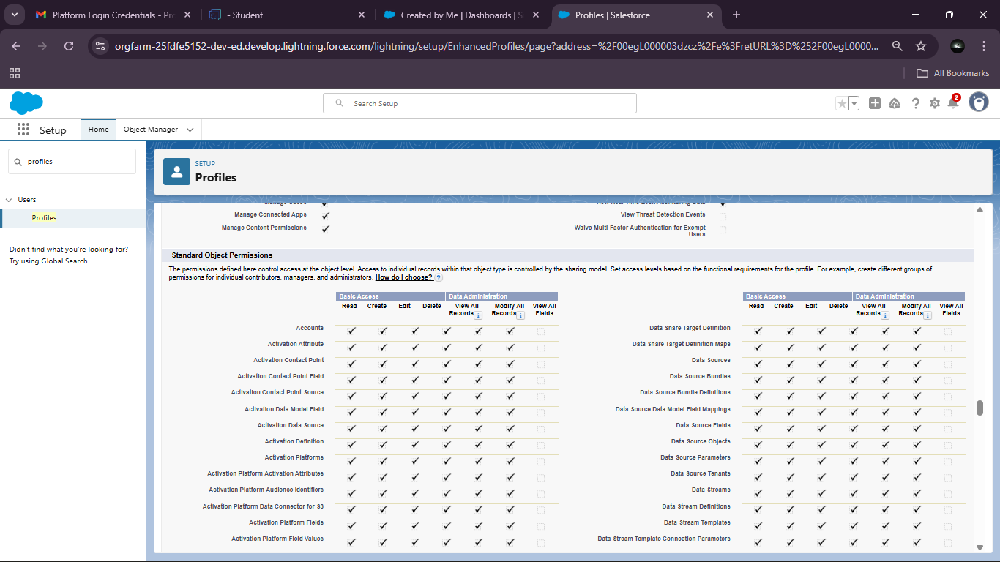 Platform Login Credentials - Pro
- Student
Created by Me | Dashboards | S
Profiles | Salesforce
orgfarm-25fdfe5152-dev-ed.develop.lightning.force.com/lightning/setup/EnhancedProfiles/page?address=%2F00egL000003dzcz%2Fe%3FretURL%3D%252F00egL0000...
All Bookmarks
Search Setup
2
Setup
Home
Object Manager
profiles
Users
Profiles
Didn't find what you're looking for?
Try using Global Search.
SETUP
Profiles
Manage Connected Apps
View Threat Detection Events
Manage Content Permissions
Waive Multi-Factor Authentication for Exempt
Users
Standard Object Permissions
The permissions defined here control access at the object level. Access to individual records within that object type is controlled by the sharing model. Set access levels based on the functional requirements for the profile. For example, create different groups of
permissions for individual contributors, managers, and administrators. How do I choose? ?
Basic Access Data Administration
Read Create Edit Delete View All Records i Modify All Records i View All Fields
Accounts
Activation Attribute
Activation Contact Point
Activation Contact Point Field
Activation Contact Point Source
Activation Data Model Field
Activation Data Source
Activation Definition
Activation Platforms
Activation Platform Activation Attributes
Activation Platform Audience Identifiers
Activation Platform Data Connector for S3
Activation Platform Fields
Activation Platform Field Values
Basic Access Data Administration
Read Create Edit Delete View All Records i Modify All Records i View All Fields
Data Share Target Definition
Data Share Target Definition Maps
Data Sources
Data Source Bundles
Data Source Bundle Definitions
Data Source Data Model Field Mappings
Data Source Fields
Data Source Objects
Data Source Parameters
Data Source Tenants
Data Streams
Data Stream Definitions
Data Stream Templates
Data Stream Template Connection Parameters